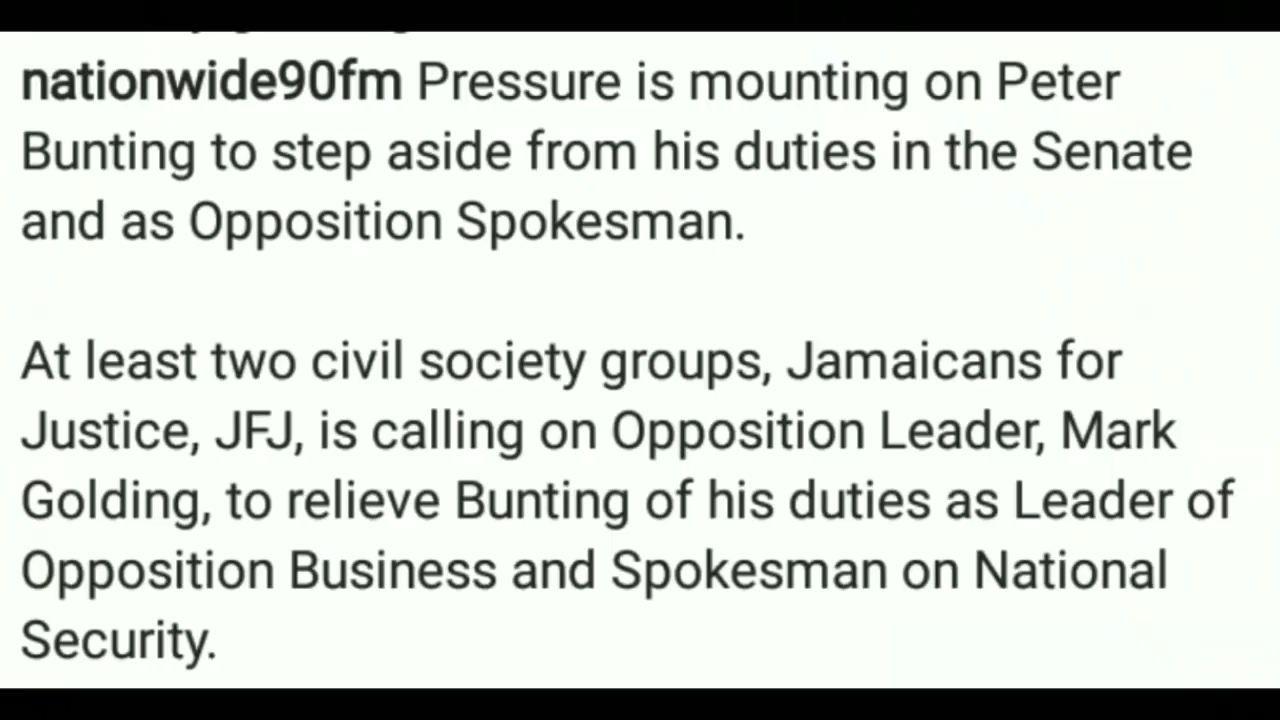 nationwide90fm Pressure is mounting on Peter
Bunting to step aside from his duties in the Senate
and as Opposition Spokesman.
At least two civil society groups, Jamaicans for
Justice, JFJ, is calling on Opposition Leader, Mark
Golding, to relieve Bunting of his duties as Leader of
Opposition Business and Spokesman on National
Security.